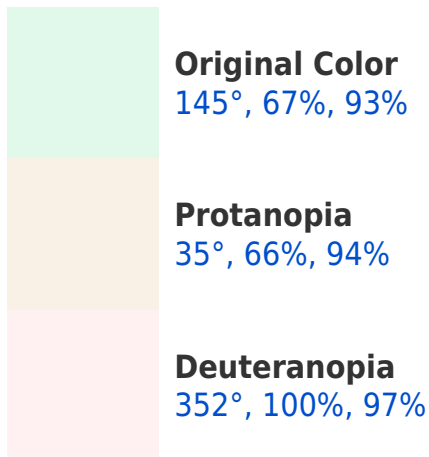 Original Color
145°, 67%, 93%
Protanopia
35°, 66%, 94%
Deuteranopia
352°, 100%, 97%